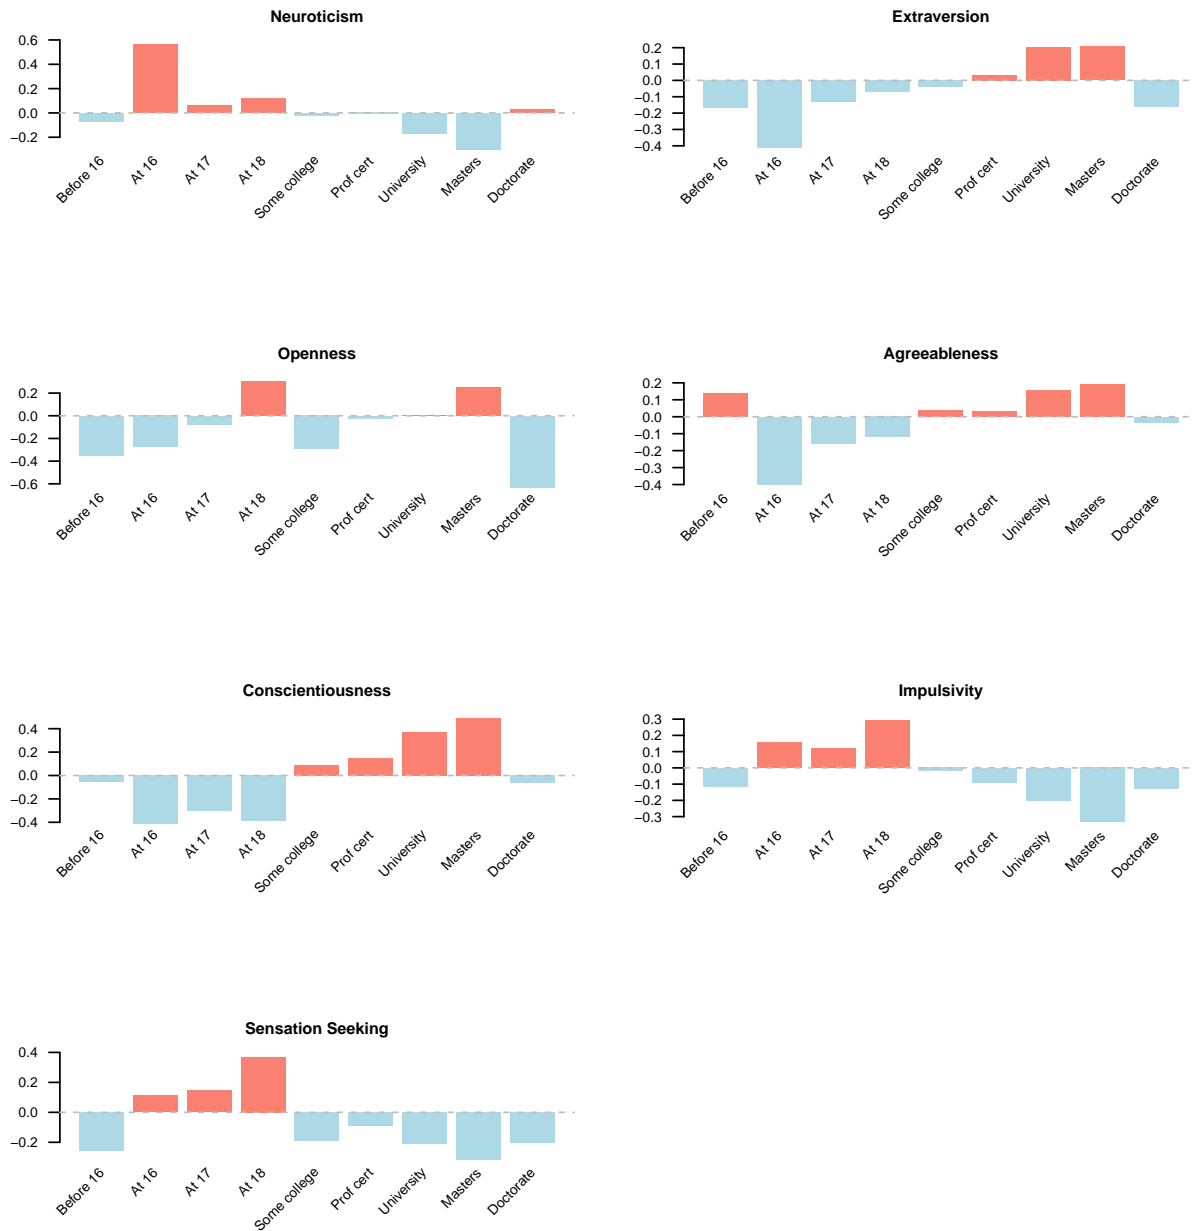 Neuroticism
0.6
0.4
0.2
0.0
−0.2
Before 16
At 16
At 17
At 18
Some college
Prof cert
University
Masters
Doctorate
Extraversion
0.2
0.1
0.0
−0.1
−0.2
−0.3
−0.4
Before 16
At 16
At 17
At 18
Some college
Prof cert
University
Masters
Doctorate
Openness
0.2
0.0
−0.2
−0.4
−0.6
Before 16
At 16
At 17
At 18
Some college
Prof cert
University
Masters
Doctorate
Agreeableness
0.2
0.1
0.0
−0.1
−0.2
−0.3
−0.4
Before 16
At 16
At 17
At 18
Some college
Prof cert
University
Masters
Doctorate
Conscientiousness
0.4
0.2
0.0
−0.2
−0.4
Before 16
At 16
At 17
At 18
Some college
Prof cert
University
Masters
Doctorate
Impulsivity
0.3
0.2
0.1
0.0
−0.1
−0.2
−0.3
Before 16
At 16
At 17
At 18
Some college
Prof cert
University
Masters
Doctorate
Sensation Seeking
0.4
0.2
0.0
−0.2
Before 16
At 16
At 17
At 18
Some college
Prof cert
University
Masters
Doctorate